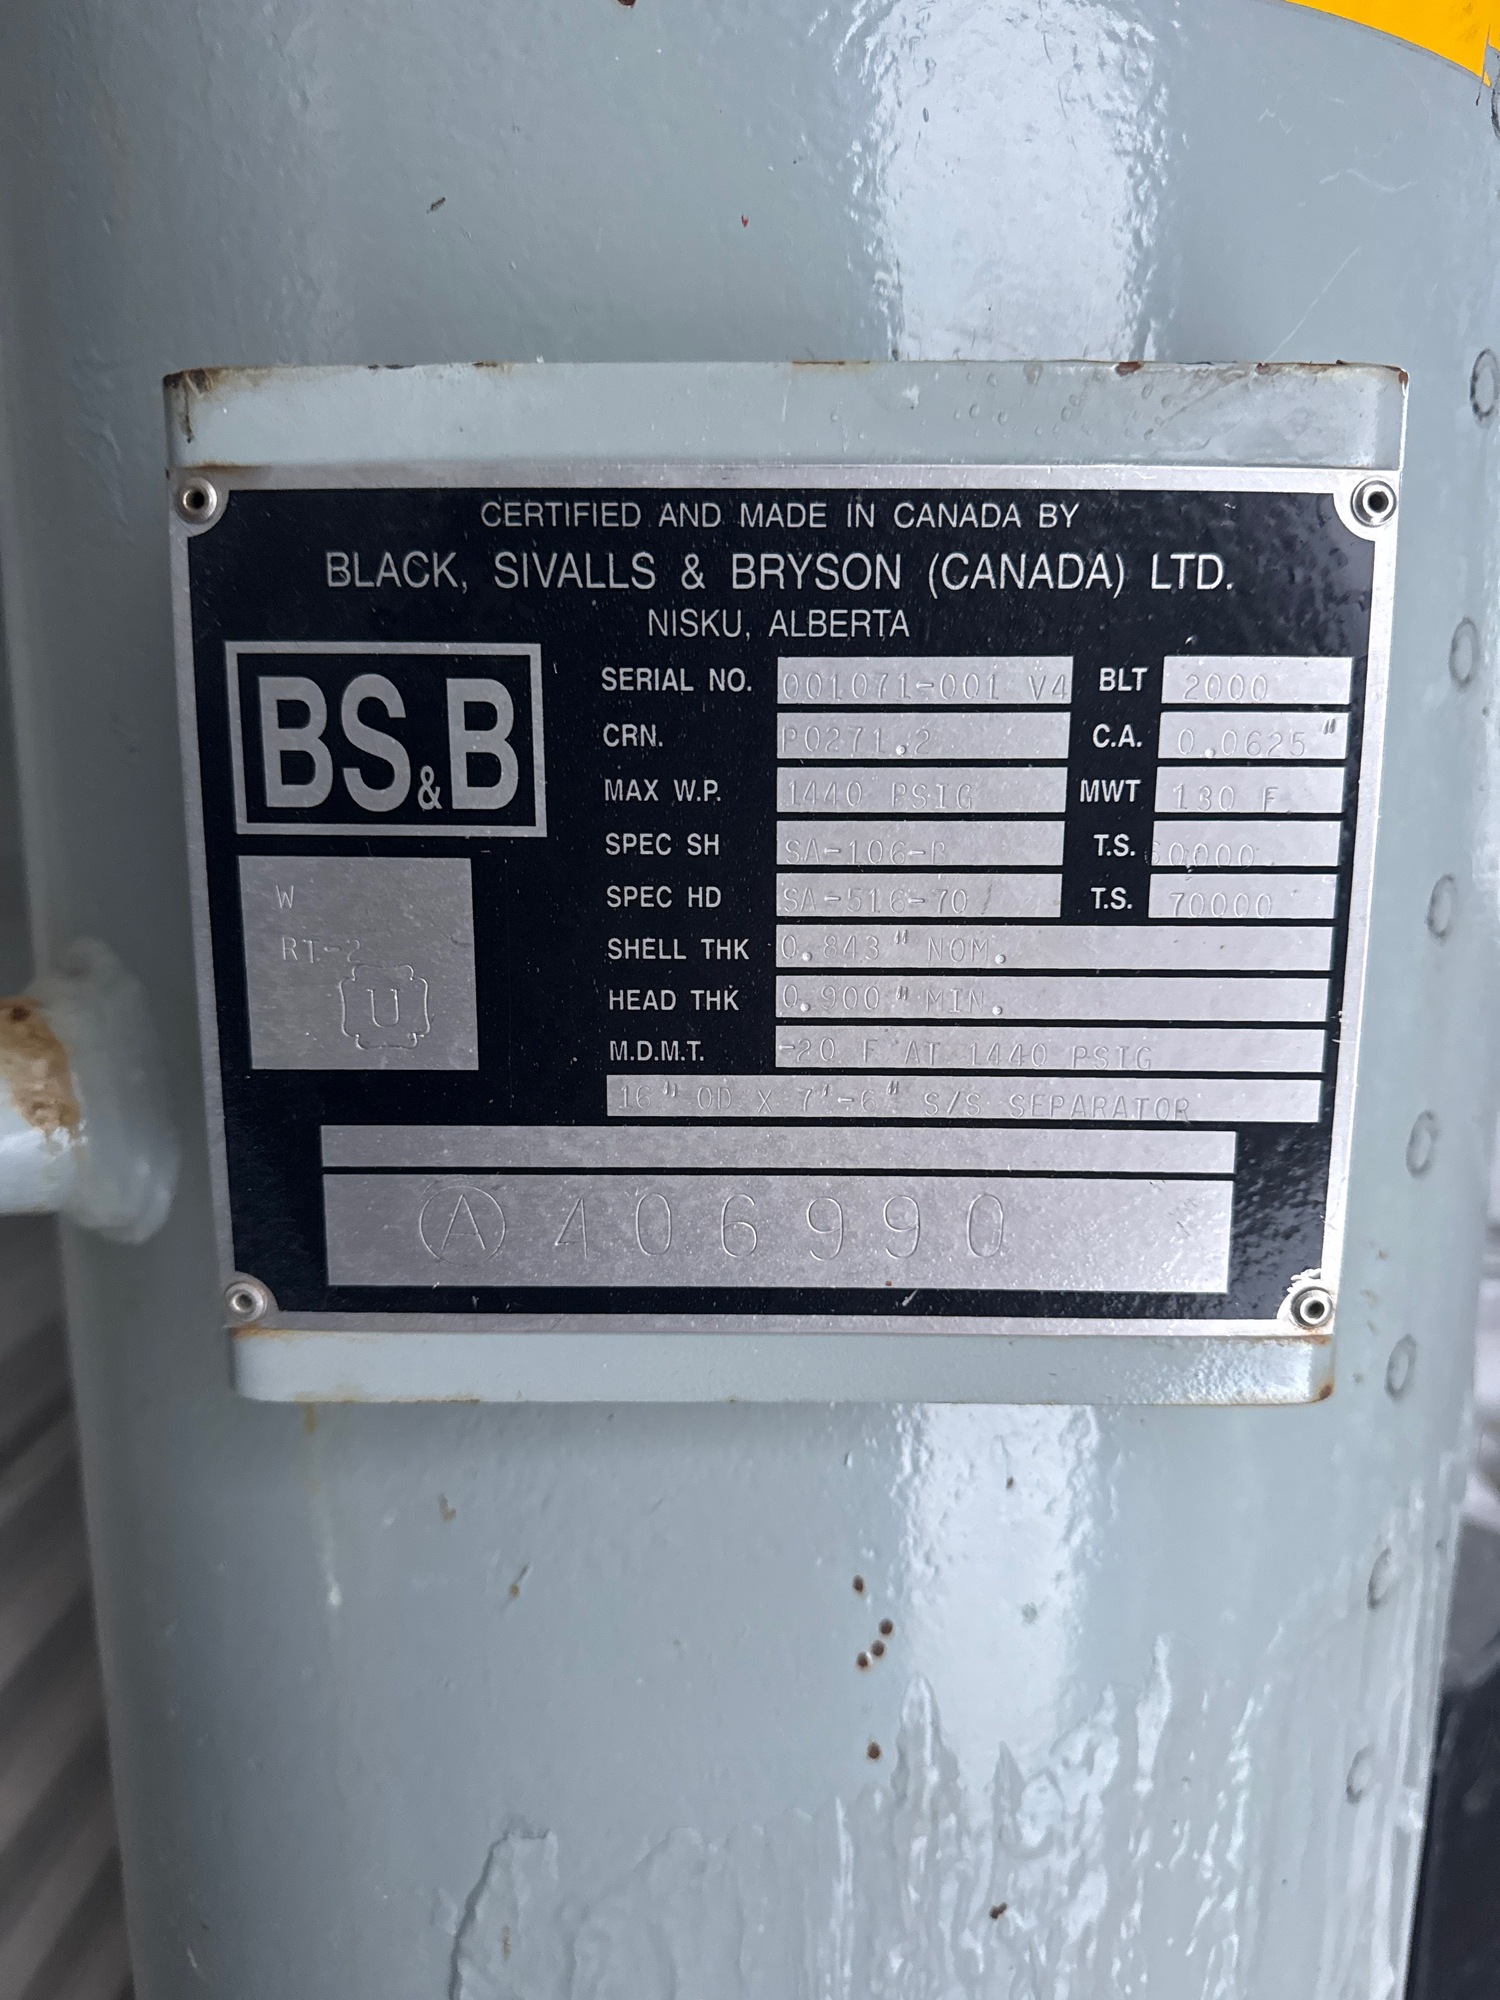 CERTIFIED AND MADE IN CANADA BY
BLACK, SIVALLS & BRYSON (CANADA) LTD.
NISKU, ALBERTA
BS&B
SERIAL NO. 001071-001 V4 BLT 2000
CRN. P0271.2 C.A. 0.0625"
MAX W.P. 1440 PSIG MWT 130 F
SPEC SH SA-106-B T.S. 60000
SPEC HD SA-516-70 T.S. 70000
W
RT-2
U
SHELL THK 0.843" NOM.
HEAD THK 0.900" MIN.
M.D.M.T. -20 F AT 1440 PSIG
16" OD X 7'-6" S/S SEPARATOR
A 406990